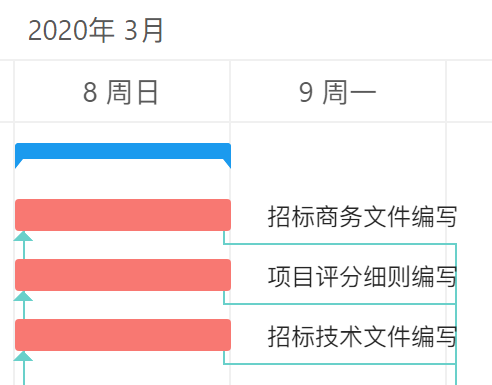 2020年 3月
8 周日
9 周一
招标商务文件编写
项目评分细则编写
招标技术文件编写